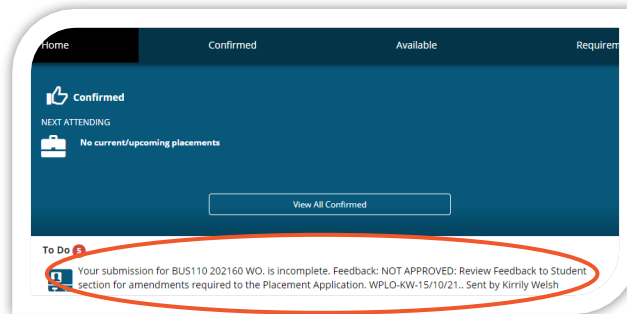 Home Confirmed Available Requirem
Confirmed
NEXT ATTENDING
No current/upcoming placements
View All Confirmed
To Do 5
Your submission for BUS110 202160 WO. is incomplete. Feedback: NOT APPROVED: Review Feedback to Student
section for amendments required to the Placement Application. WPLO-KW-15/10/21.. Sent by Kirrily Welsh